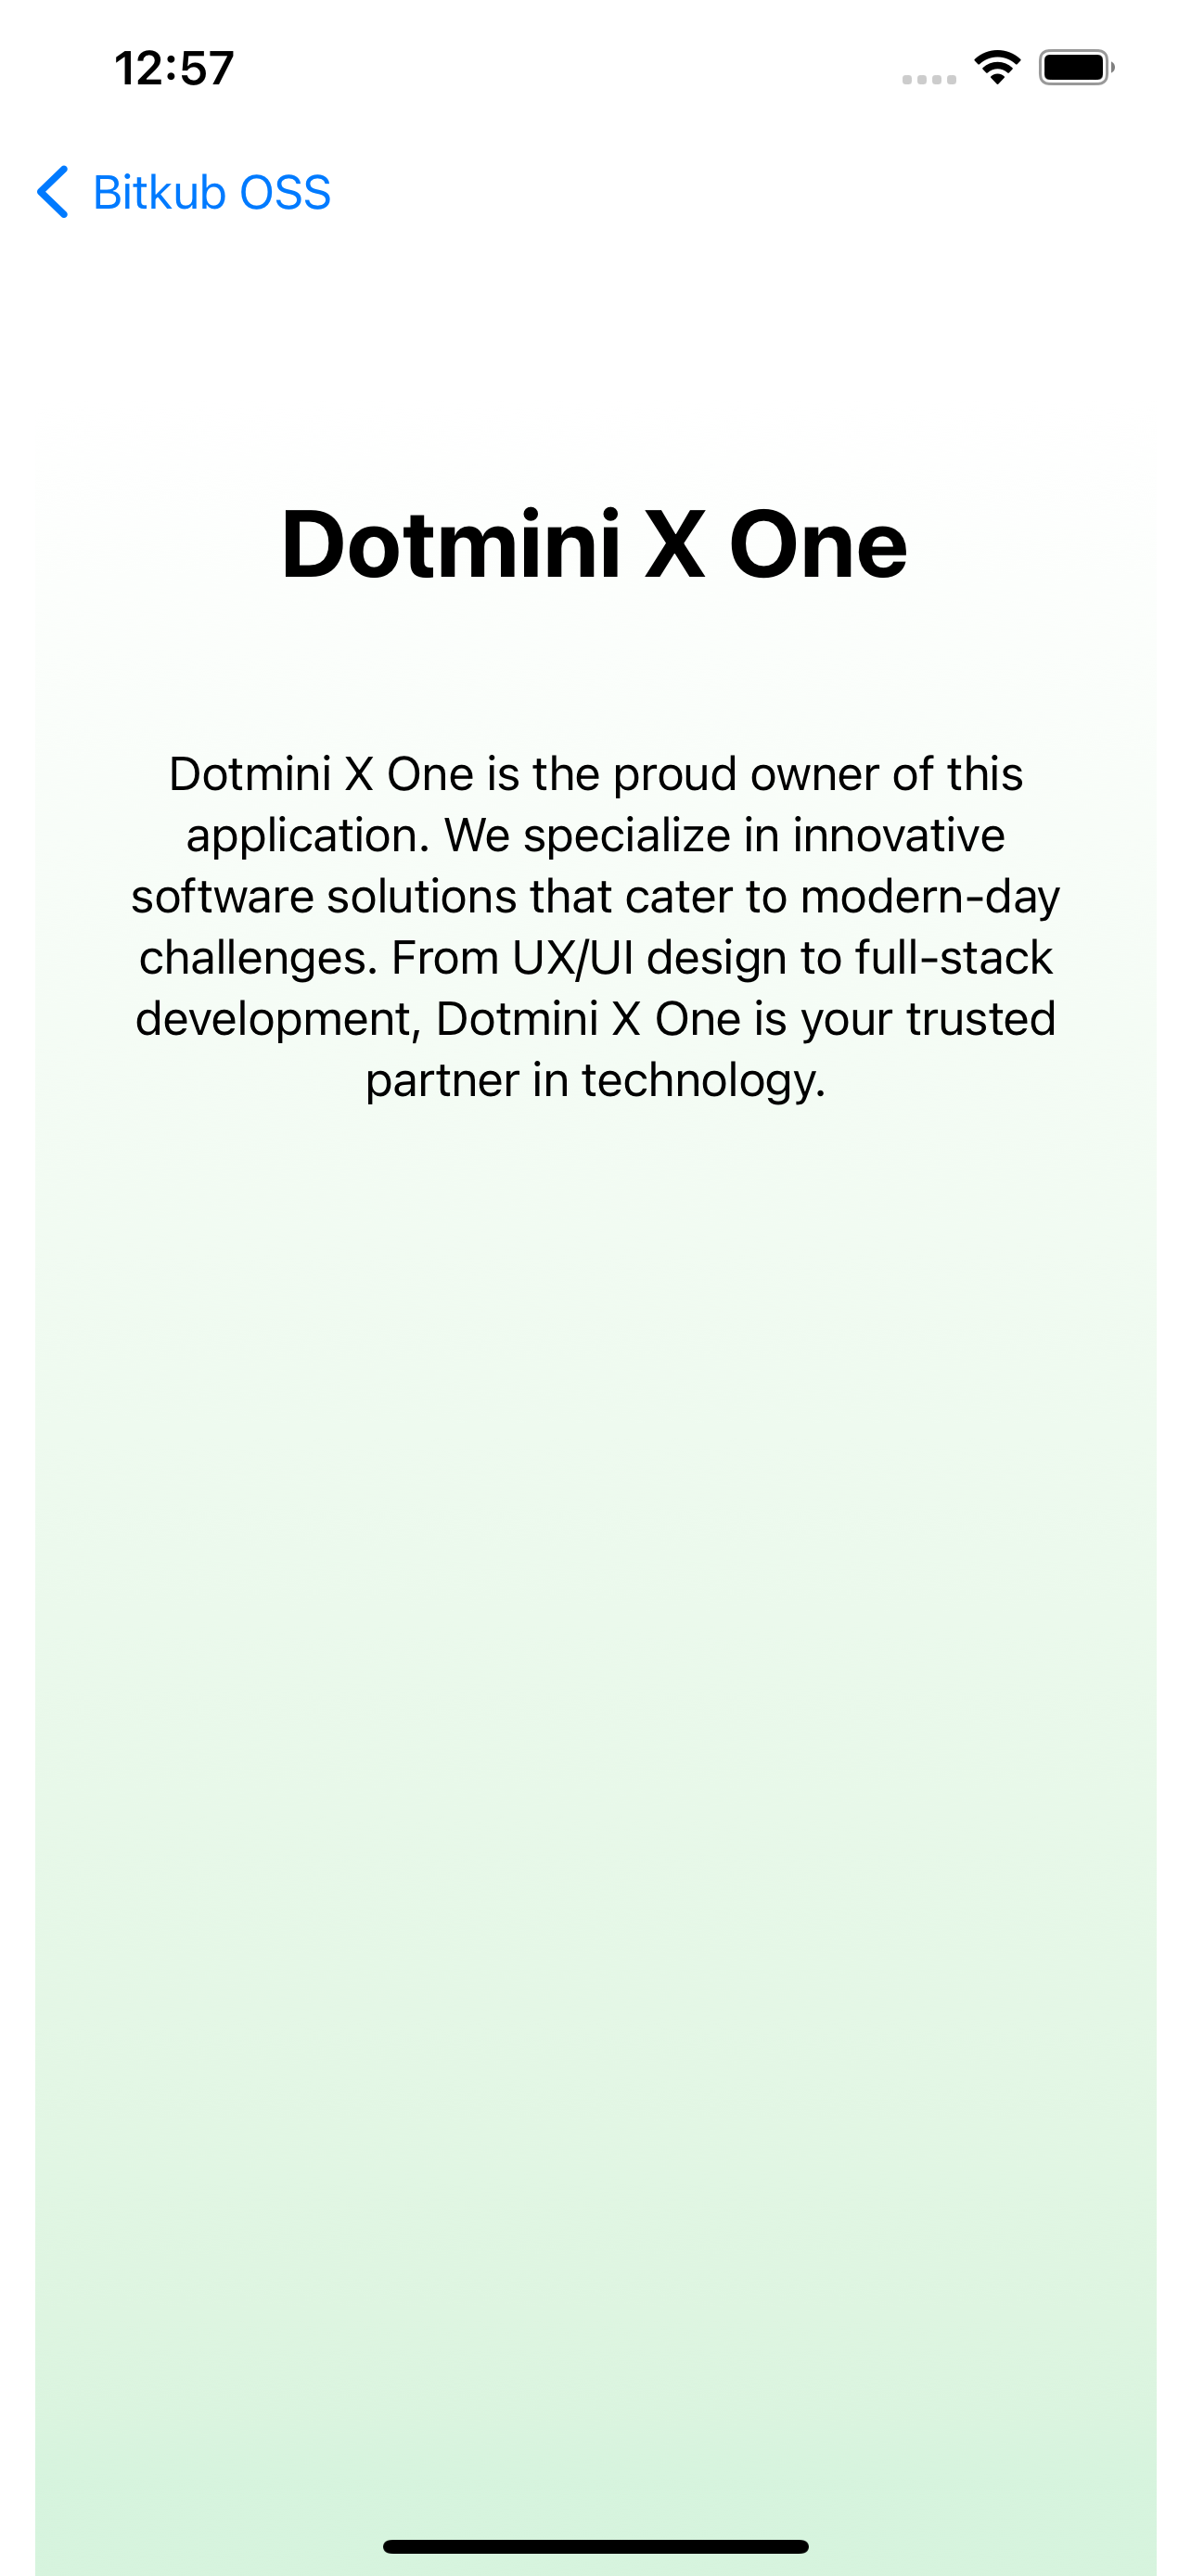 12:57
Bitkub OSS
Dotmini X One
Dotmini X One is the proud owner of this
application. We specialize in innovative
software solutions that cater to modern-day
challenges. From UX/UI design to full-stack
development, Dotmini X One is your trusted
partner in technology.